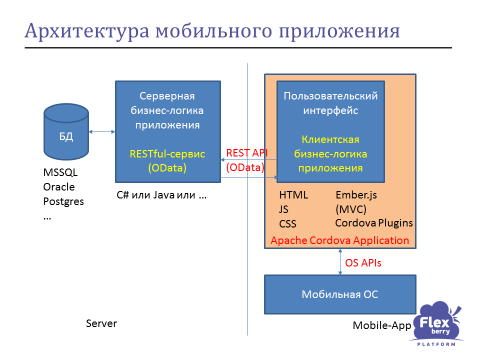 Архитектура мобильного приложения
БД
MSSQL
Oracle
Postgres
...
Серверная
бизнес-логика
приложения
RESTful-сервис
(OData)
C# или Java или ...
REST API
(OData)
Пользовательский
интерфейс
Клиентская
бизнес-логика
приложения
HTML
JS
CSS
Ember.js
(MVC)
Cordova Plugins
Apache Cordova Application
OS APIs
Мобильная ОС
Server
Mobile-App
Flex
berry
PLATFORM